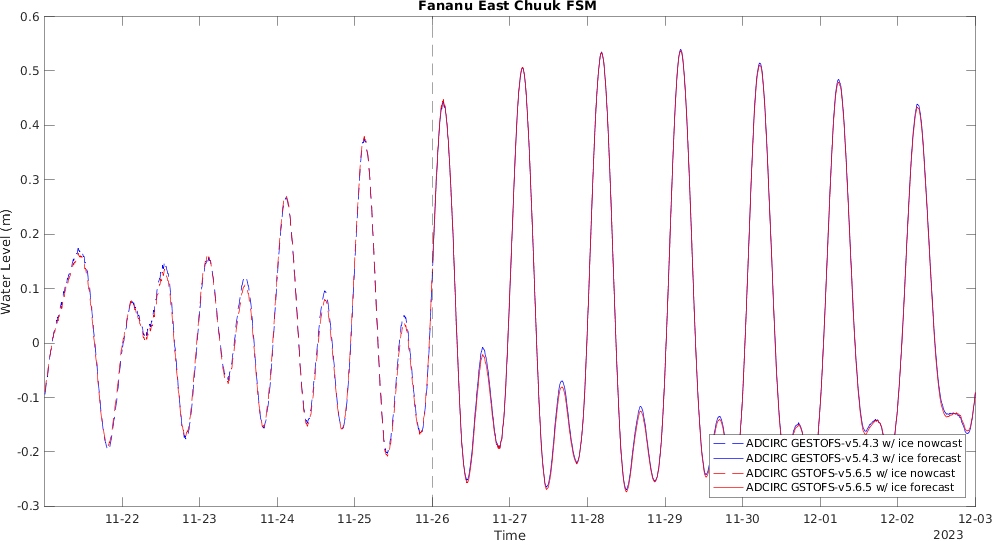 Fananu East Chuuk FSM
0.6
0.5
0.4
0.3
0.2
0.1
0
-0.1
-0.2
-0.3
Water Level (m)
ADCIRC GESTOFS-v5.4.3 w/ ice nowcast
ADCIRC GESTOFS-v5.4.3 w/ ice forecast
ADCIRC GSTOFS-v5.6.5 w/ ice nowcast
ADCIRC GSTOFS-v5.6.5 w/ ice forecast
11-22 11-23 11-24 11-25 11-26 11-27 11-28 11-29 11-30 12-01 12-02 12-03
Time
2023